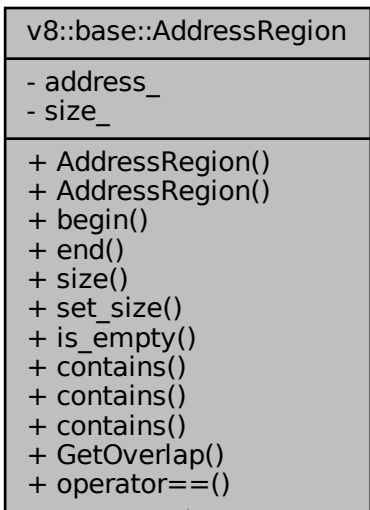 v8::base::AddressRegion
- address_
- size_
+ AddressRegion()
+ AddressRegion()
+ begin()
+ end()
+ size()
+ set_size()
+ is_empty()
+ contains()
+ contains()
+ contains()
+ GetOverlap()
+ operator==()